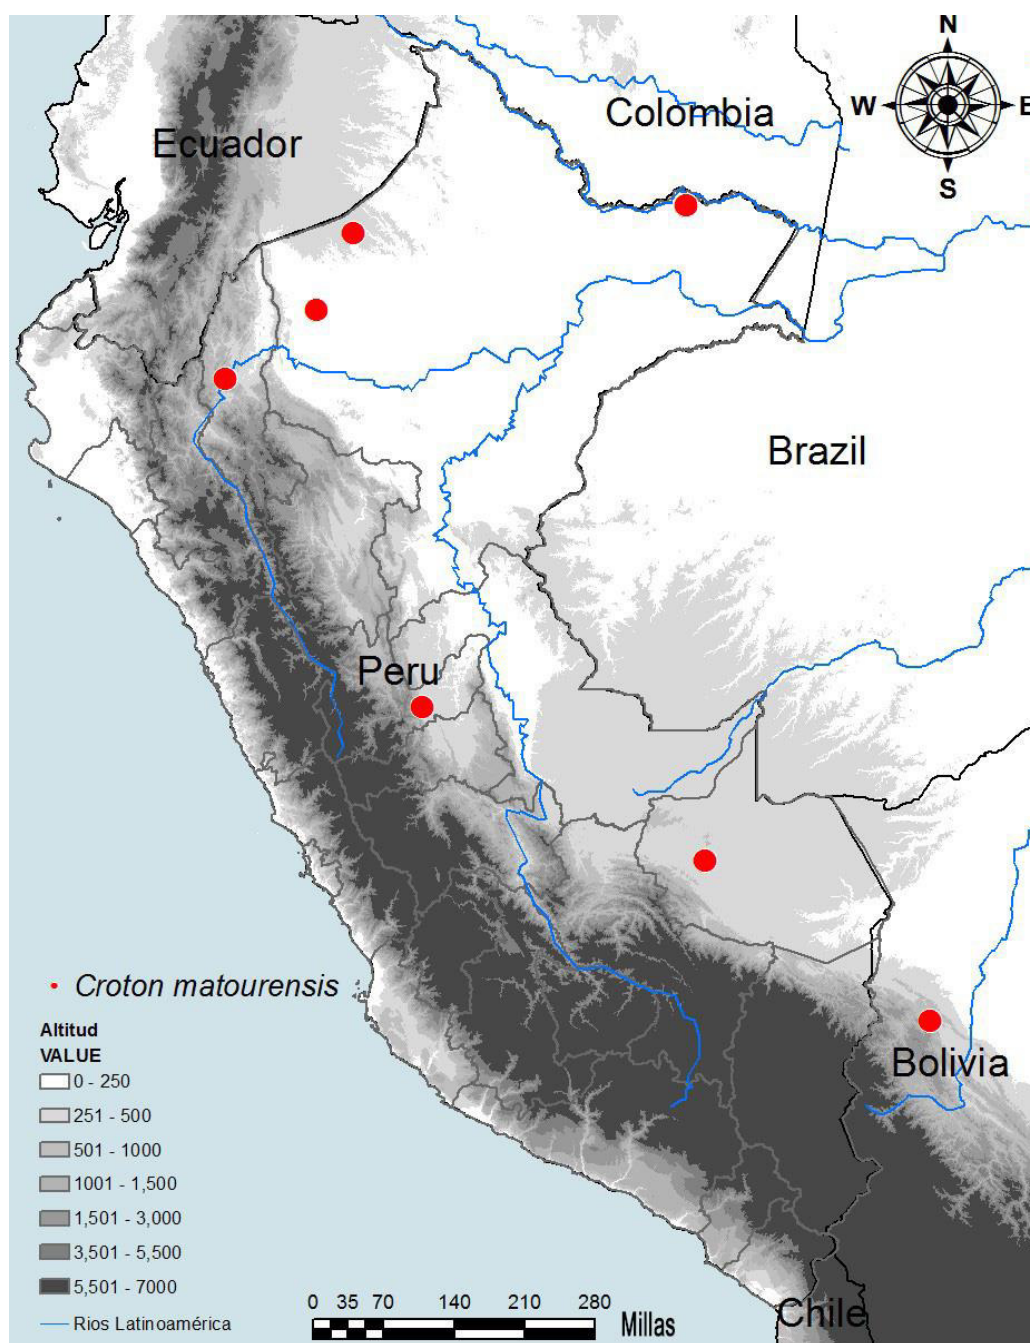 N
Colombia
W
E
Ecuador
S
Brazil
Peru
Croton matourensis
Altitud
VALUE
0 - 250
Bolivia
251 - 500
501 - 1000
1001 - 1,500
1,501 - 3,000
3,501 - 5,500
5,501 - 7000
0 35 70 140 210 280
Millas
Chile
Rios Latinoamérica